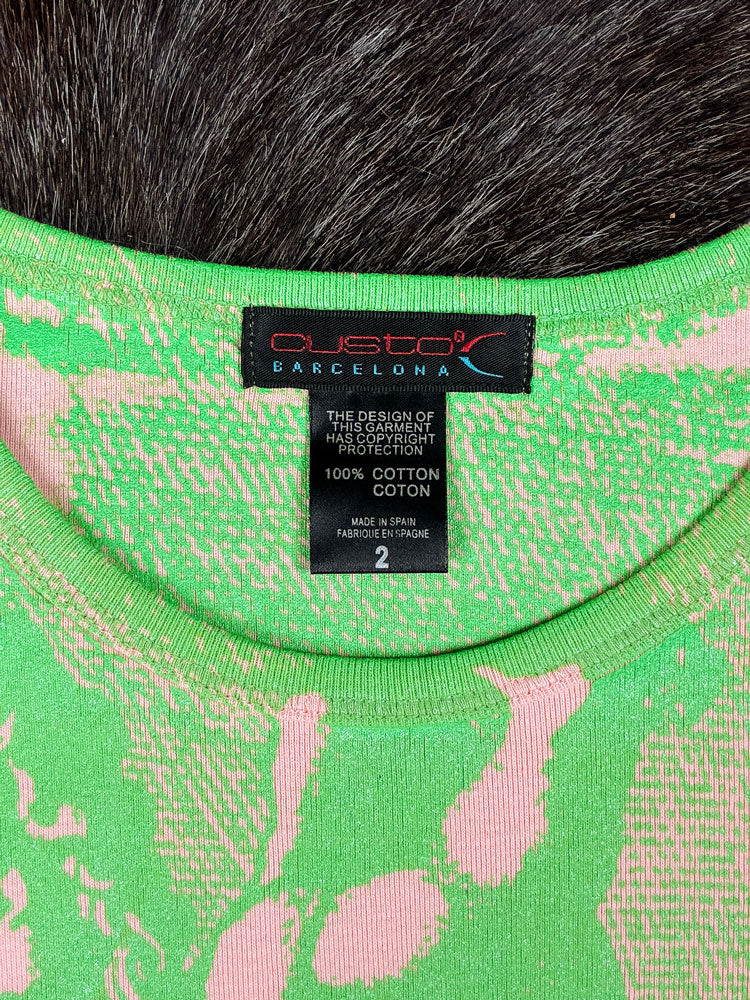 custo®
BARCELONA
THE DESIGN OF
THIS GARMENT
HAS COPYRIGHT
PROTECTION
100% COTTON
COTON
MADE IN SPAIN
FABRIQUE EN SPAGNE
2